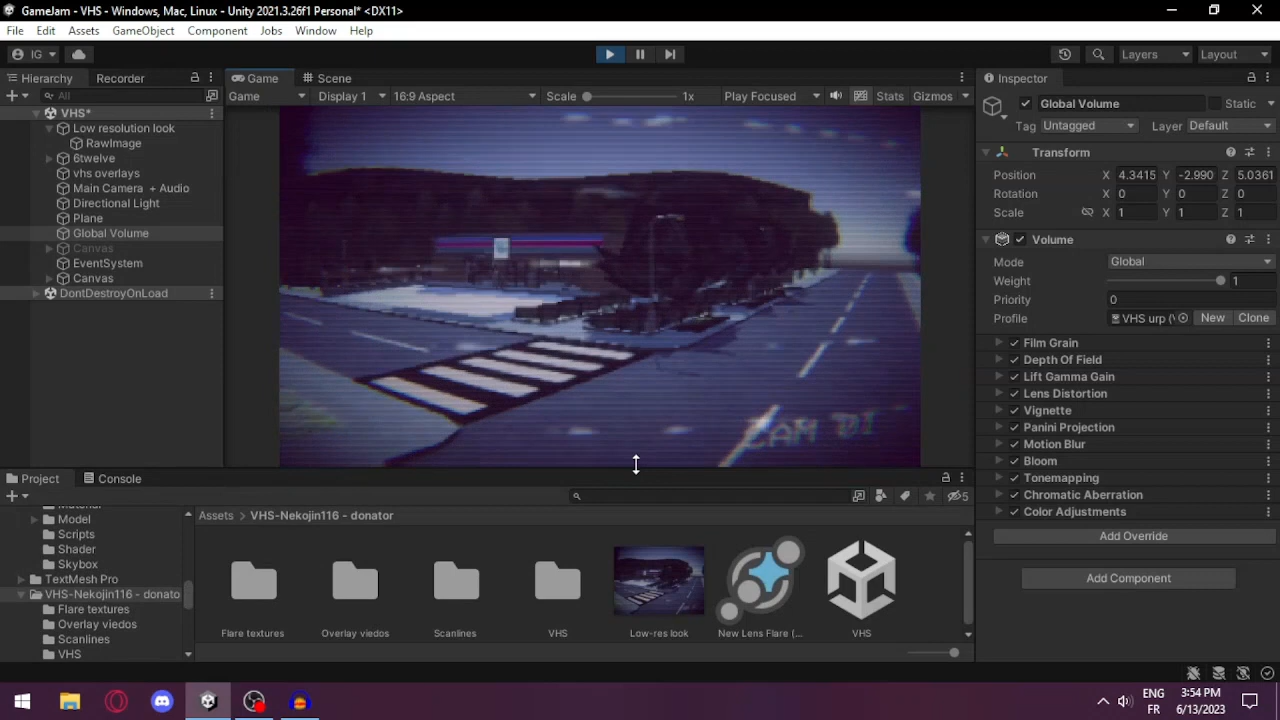 GameJam - VHS - Windows, Mac, Linux - Unity 2021.3.26f1 Personal* <DX11>
File Edit Assets GameObject Component Jobs Window Help
IG Layers Layout
Hierarchy Recorder Game Scene Inspector
All Game Display 1 16:9 Aspect Scale 1x Play Focused Stats Gizmos
Global Volume Static
Tag Untagged Layer Default
VHS*
Low resolution look
RawImage
6twelve
vhs overlays
Main Camera + Audio
Directional Light
Plane
Global Volume
Canvas
EventSystem
Canvas
DontDestroyOnLoad
CAM
Transform
Position X 4.3415 Y -2.990 Z 5.0361
Rotation X 0 Y 0 Z 0
Scale X 1 Y 1 Z 1
Volume
Mode Global
Weight 1
Priority 0
Profile VHS urp (V New Clone
Film Grain
Depth Of Field
Lift Gamma Gain
Lens Distortion
Vignette
Panini Projection
Motion Blur
Bloom
Tonemapping
Chromatic Aberration
Color Adjustments
Add Override
Add Component
Project Console
5
Model
Scripts
Shader
Skybox
TextMesh Pro
VHS-Nekojin116 - donato
Flare textures
Overlay viedos
Scanlines
VHS
Assets > VHS-Nekojin116 - donator
Flare textures Overlay viedos Scanlines VHS Low-res look New Lens Flare (... VHS
ENG
FR
3:54 PM
6/13/2023